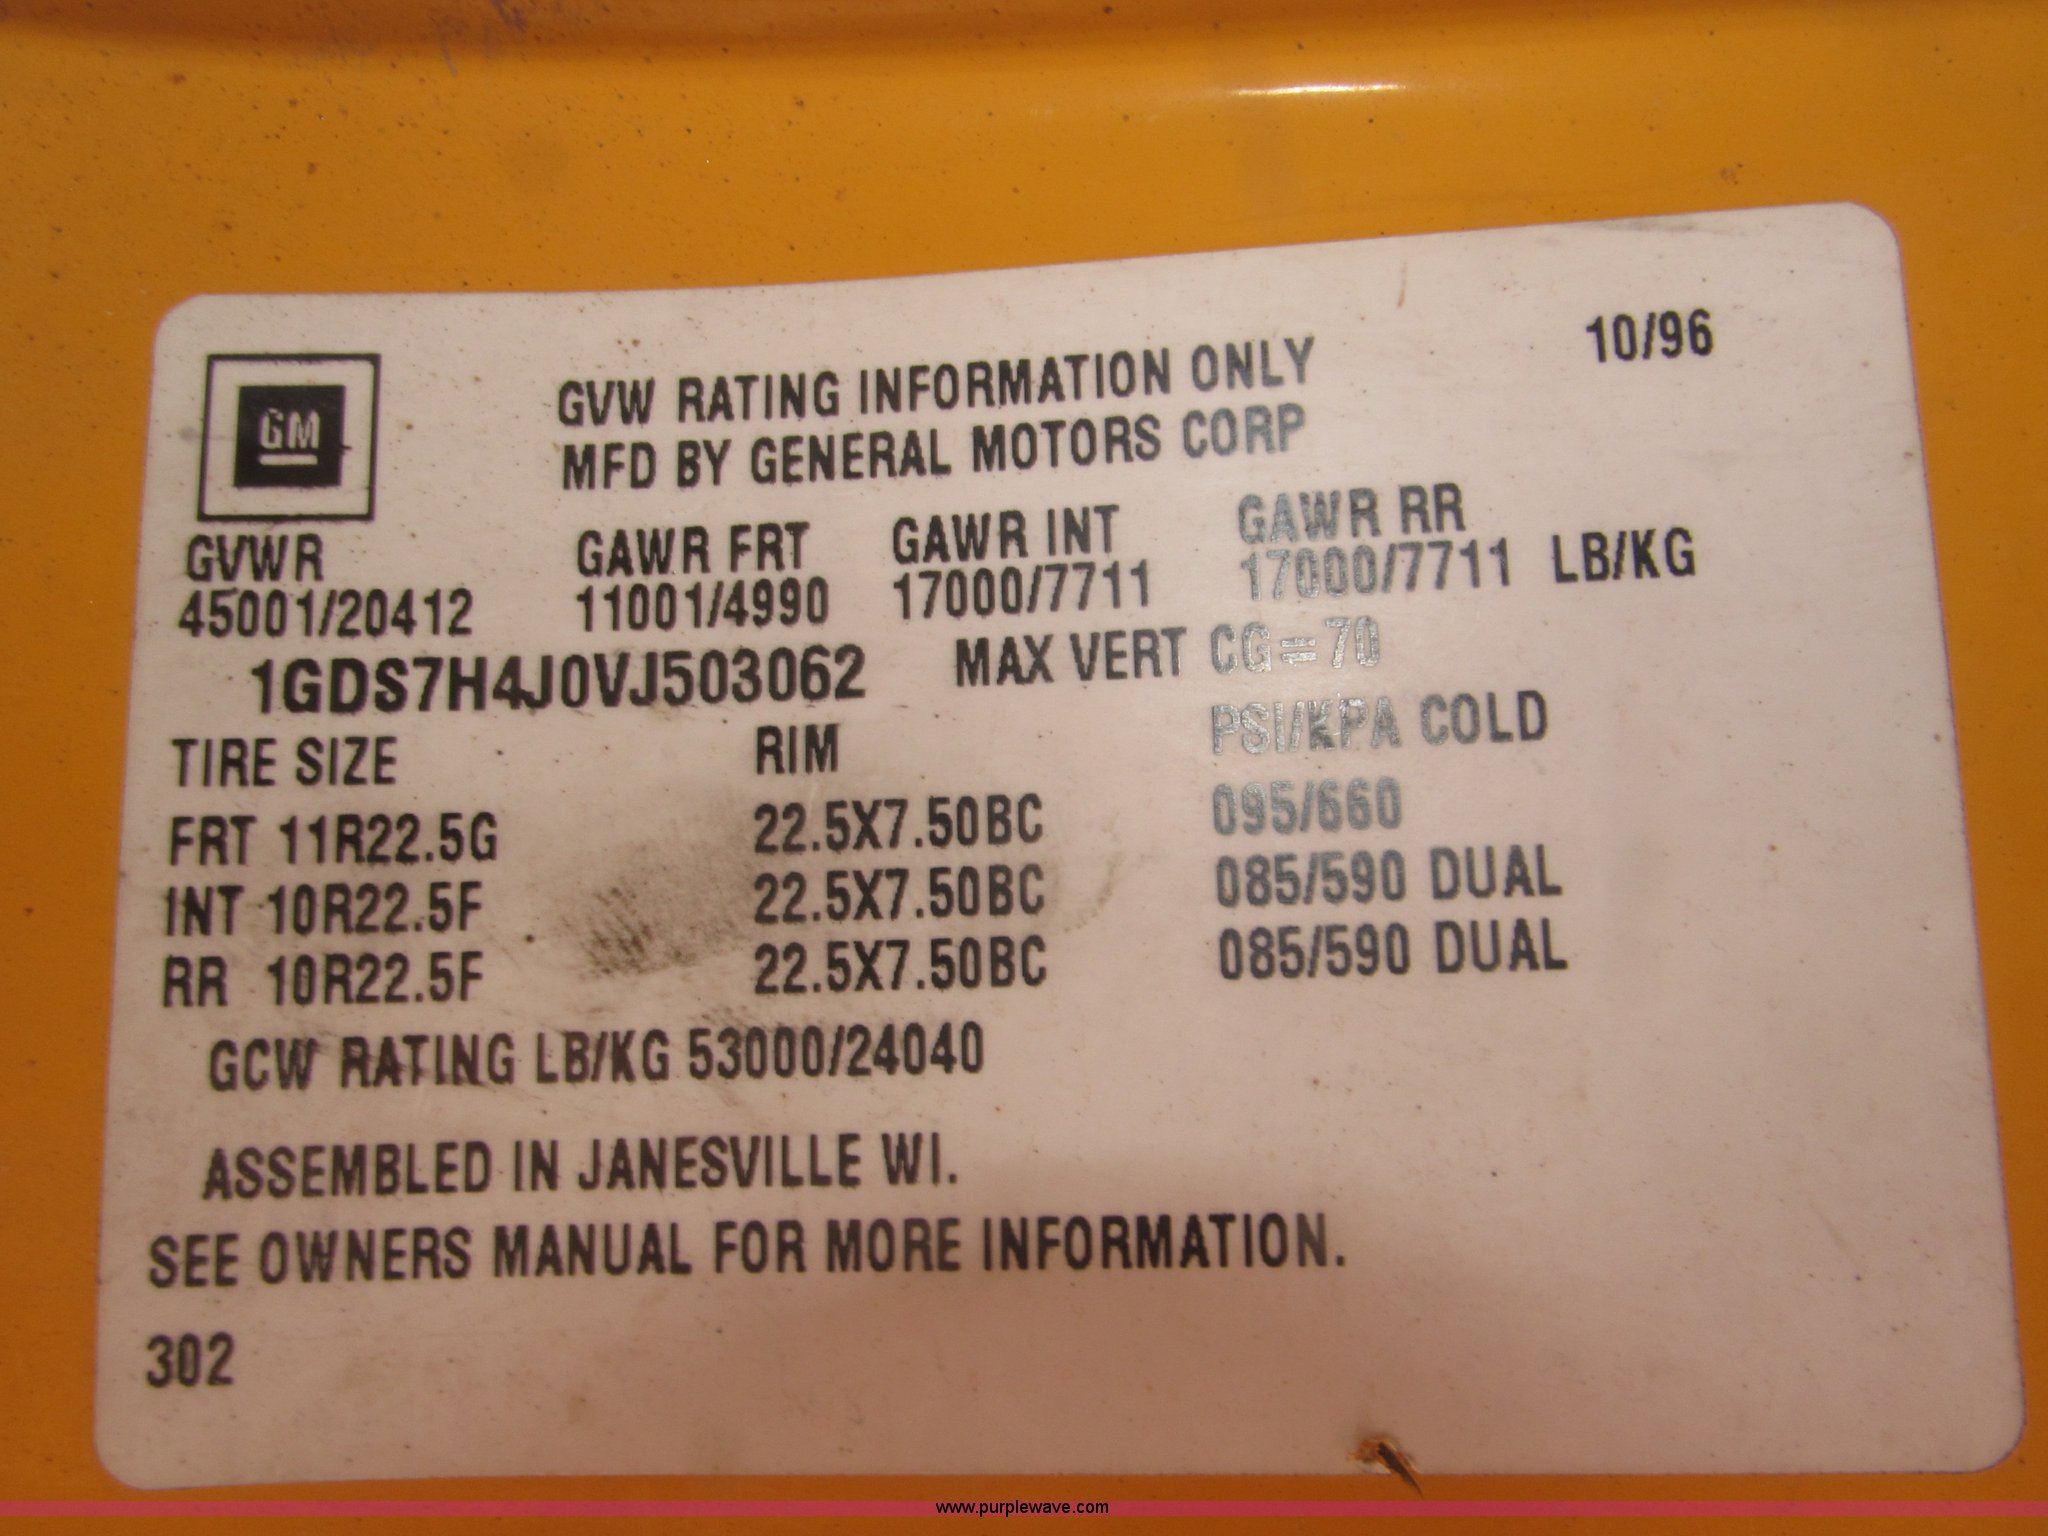 10/96
GM
GVW RATING INFORMATION ONLY
MFD BY GENERAL MOTORS CORP
GVWR GAWR FRT GAWR INT GAWR RR
45001/20412 11001/4990 17000/7711 17000/7711 LB/KG
1GDS7H4J0VJ503062 MAX VERT CG=70
TIRE SIZE RIM PSI/KPA COLD
FRT 11R22.5G 22.5X7.50BC 095/660
INT 10R22.5F 22.5X7.50BC 085/590 DUAL
RR 10R22.5F 22.5X7.50BC 085/590 DUAL
GCW RATING LB/KG 53000/24040
ASSEMBLED IN JANESVILLE WI.
SEE OWNERS MANUAL FOR MORE INFORMATION.
302
www.purplewave.com